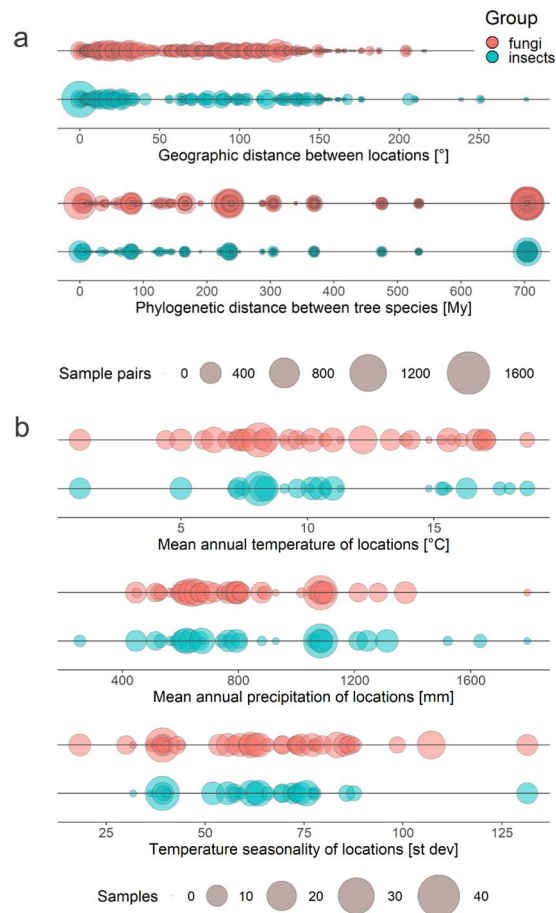 a
Group
fungi
insects
0 50 100 150 200 250
Geographic distance between locations [°]
0 100 200 300 400 500 600 700
Phylogenetic distance between tree species [My]
Sample pairs 0 400 800 1200 1600
b
5 10 15
Mean annual temperature of locations [°C]
400 800 1200 1600
Mean annual precipitation of locations [mm]
25 50 75 100 125
Temperature seasonality of locations [st dev]
Samples 0 10 20 30 40